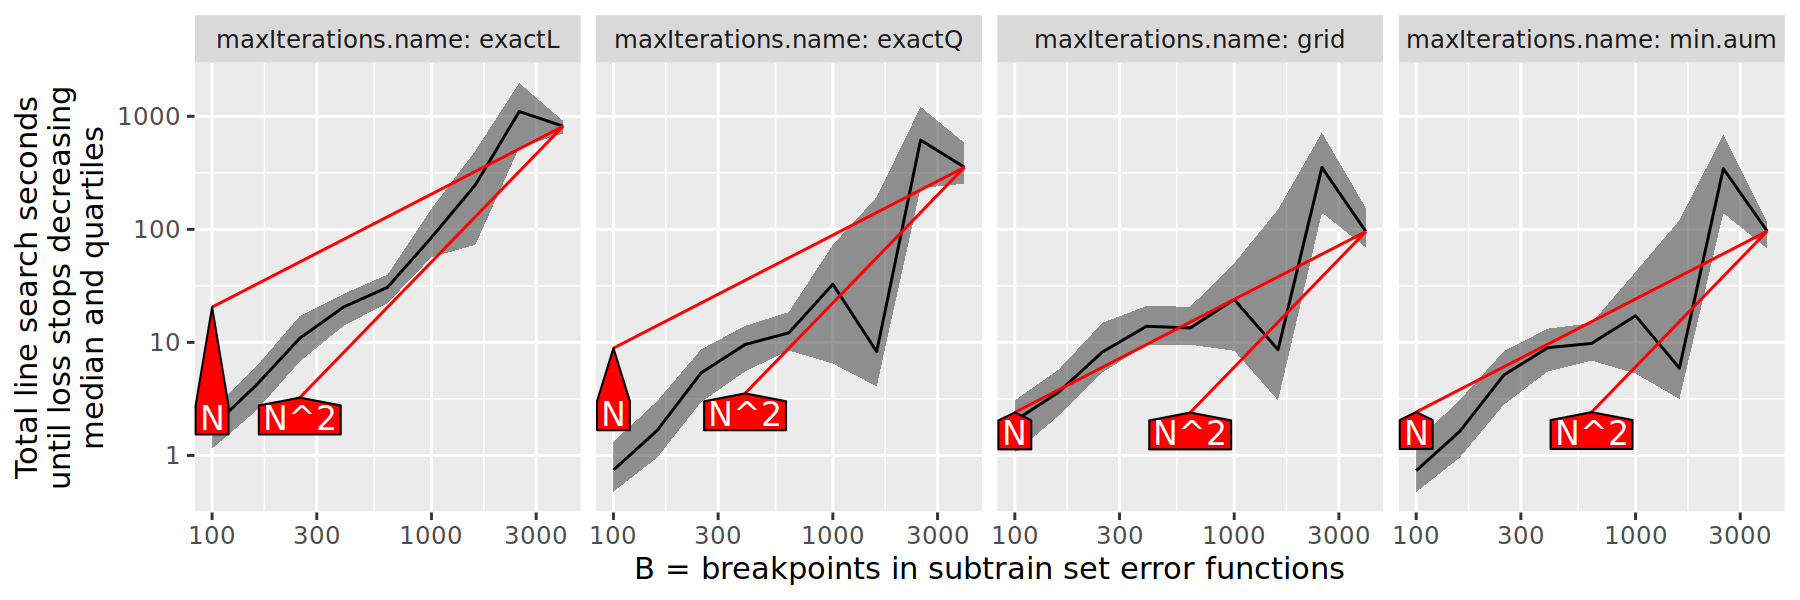 maxIterations.name: exactL
maxIterations.name: exactQ
maxIterations.name: grid
maxIterations.name: min.aum
Total line search seconds
until loss stops decreasing
median and quartiles
1000
100
10
1
N
N^2
N
N^2
N
N^2
N
N^2
100 300 1000 3000
100 300 1000 3000
100 300 1000 3000
100 300 1000 3000
B = breakpoints in subtrain set error functions